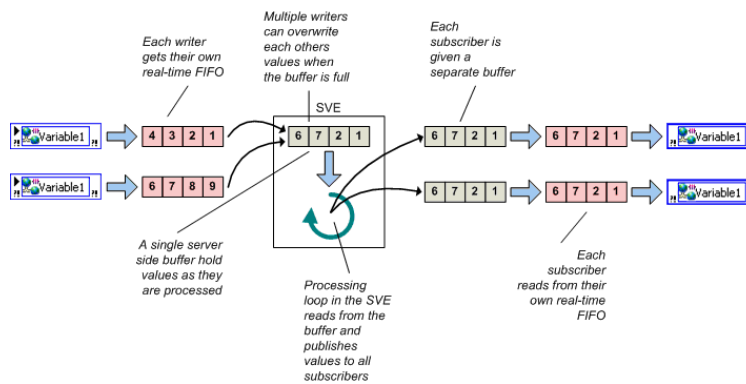 Multiple writers
can overwrite
each others
values when
the buffer is full
Each writer
gets their own
real-time FIFO
Each
subscriber is
given a
separate buffer
SVE
Variable1
4 3 2 1
6 7 2 1
6 7 2 1
6 7 2 1
Variable1
Variable1
6 7 8 9
6 7 2 1
6 7 2 1
Variable1
A single server
side buffer hold
values as they
are processed
Each
subscriber
reads from their
own real-time
FIFO
Processing
loop in the SVE
reads from the
buffer and
publishes
values to all
subscribers